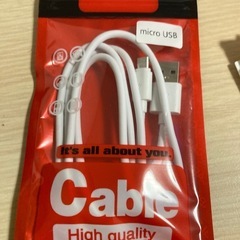 micro USB
It's all about you.
Cable
High quality